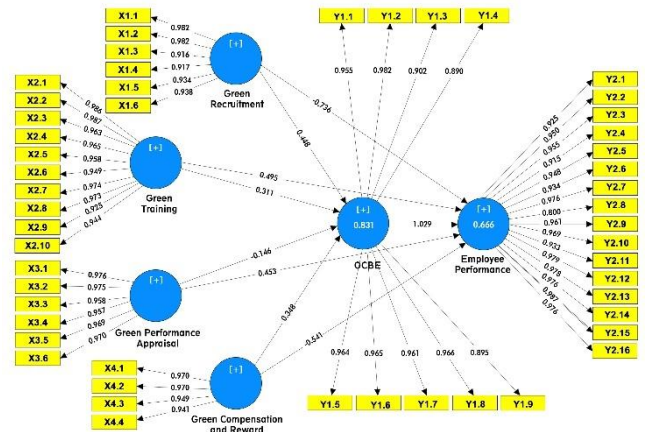 X1.1
X1.2
X1.3
X1.4
X1.5
X1.6
0.982
0.982
0.916
0.917
0.934
0.938
[+]
Green
Recruitment
Y1.1
Y1.2
Y1.3
Y1.4
0.955
0.982
0.902
0.890
X2.1
X2.2
X2.3
X2.4
X2.5
X2.6
X2.7
X2.8
X2.9
X2.10
0.986
0.987
0.963
0.965
0.958
0.949
0.974
0.973
0.925
0.944
[+]
Green
Training
-0.736
0.448
0.495
0.311
[+]
0.831
OCBE
1.029
[+]
0.666
Employee
Performance
Y2.1
Y2.2
Y2.3
Y2.4
Y2.5
Y2.6
Y2.7
Y2.8
Y2.9
Y2.10
Y2.11
Y2.12
Y2.13
Y2.14
Y2.15
Y2.16
0.925
0.950
0.955
0.915
0.948
0.934
0.976
0.800
0.961
0.969
0.933
0.979
0.978
0.976
0.987
0.976
X3.1
X3.2
X3.3
X3.4
X3.5
X3.6
0.976
0.975
0.958
0.957
0.969
0.970
[+]
Green Performance
Appraisal
-0.146
0.453
0.348
-0.541
X4.1
X4.2
X4.3
X4.4
0.970
0.970
0.949
0.941
[+]
Green Compensation
and Reward
0.964
0.965
0.961
0.966
0.895
Y1.5
Y1.6
Y1.7
Y1.8
Y1.9